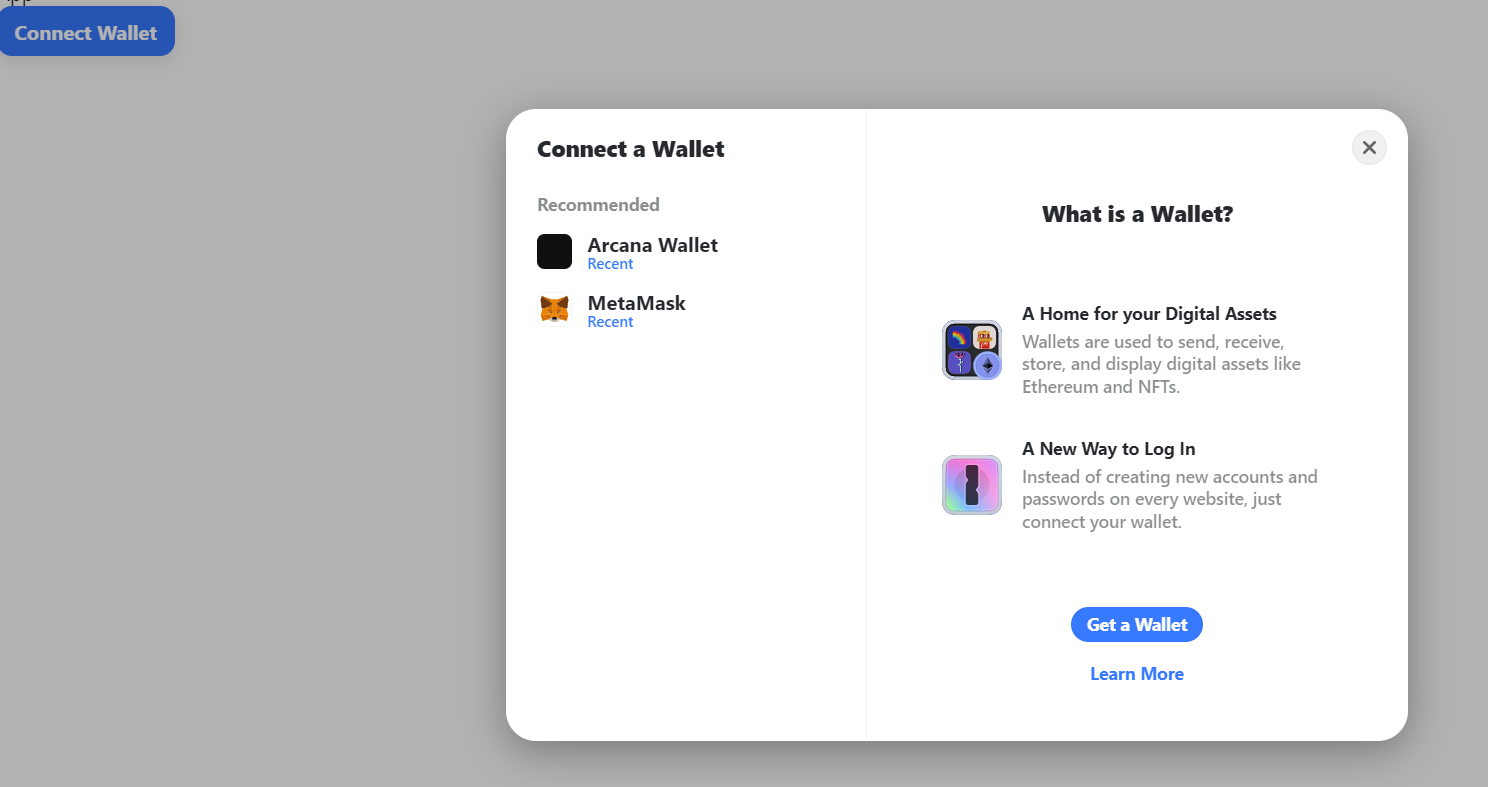 Connect Wallet
Connect a Wallet
Recommended
Arcana Wallet
Recent
MetaMask
Recent
What is a Wallet?
A Home for your Digital Assets
Wallets are used to send, receive,
store, and display digital assets like
Ethereum and NFTs.
A New Way to Log In
Instead of creating new accounts and
passwords on every website, just
connect your wallet.
Get a Wallet
Learn More